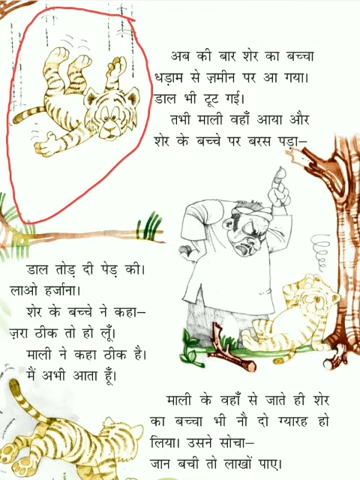 अब की बार शेर का बच्चा
धड़ाम से ज़मीन पर आ गया।
डाल भी टूट गई।
तभी माली वहाँ आया और
शेर के बच्चे पर बरस पड़ा–
डाल तोड़ दी पेड़ की।
लाओ हर्जाना।
शेर के बच्चे ने कहा–
ज़रा ठीक तो हो लूँ।
माली ने कहा ठीक है।
मैं अभी आता हूँ।
माली के वहाँ से जाते ही शेर
का बच्चा भी नौ दो ग्यारह हो
लिया। उसने सोचा–
जान बची तो लाखों पाए।